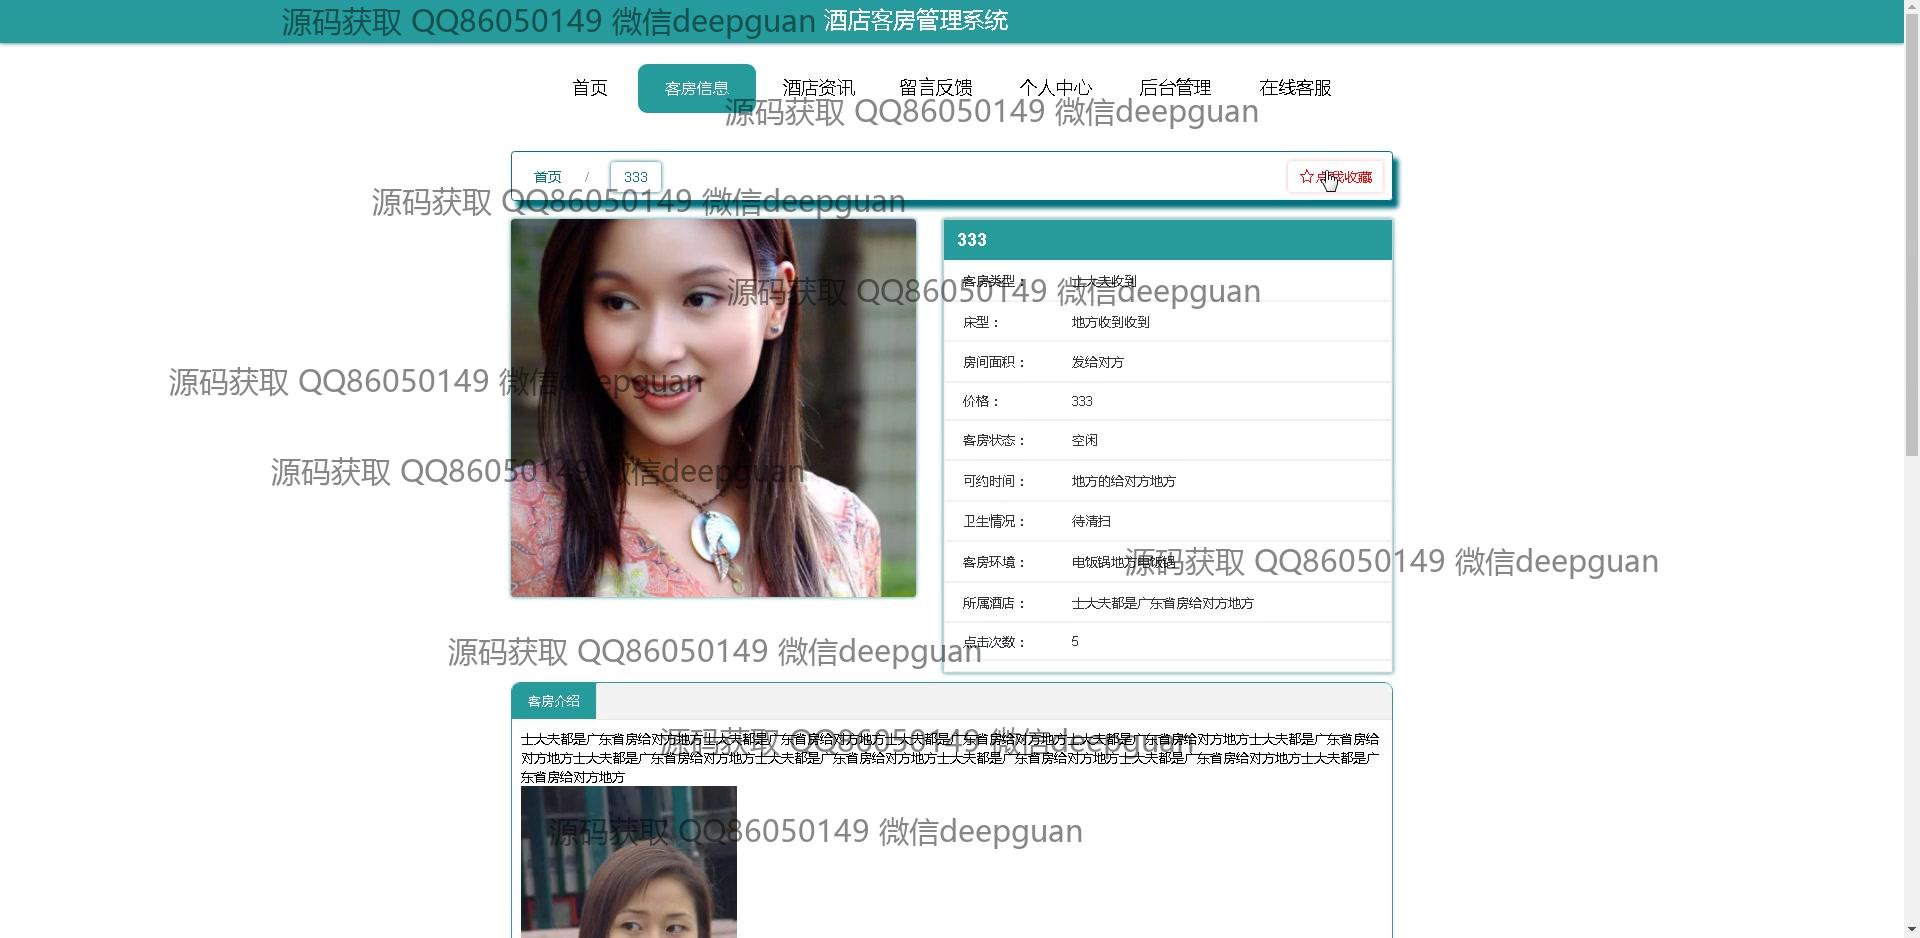 酒店客房管理系统
源码获取 QQ86050149 微信deepguan
首页
客房信息
酒店资讯
留言反馈
个人中心
后台管理
在线客服
源码获取 QQ86050149 微信deepguan
首页 / 333
点我收藏
源码获取 QQ86050149 微信deepguan
333
客房类型： 士大夫收到
源码获取 QQ86050149 微信deepguan
床型： 地方收到收到
房间面积： 发给对方
源码获取 QQ86050149 微信deepguan
价格： 333
客房状态： 空闲
源码获取 QQ86050149 微信deepguan
可约时间： 地方的给对方地方
卫生情况： 待清扫
客房环境： 电饭锅地方电饭锅
源码获取 QQ86050149 微信deepguan
所属酒店： 士大夫都是广东省房给对方地方
点击次数： 5
源码获取 QQ86050149 微信deepguan
客房介绍
士大夫都是广东省房给对方地方士大夫都是广东省房给对方地方士大夫都是广东省房给对方地方士大夫都是广东省房给对方地方士大夫都是广东省房给
对方地方士大夫都是广东省房给对方地方士大夫都是广东省房给对方地方士大夫都是广东省房给对方地方士大夫都是广东省房给对方地方士大夫都是广
东省房给对方地方
源码获取 QQ86050149 微信deepguan
源码获取 QQ86050149 微信deepguan